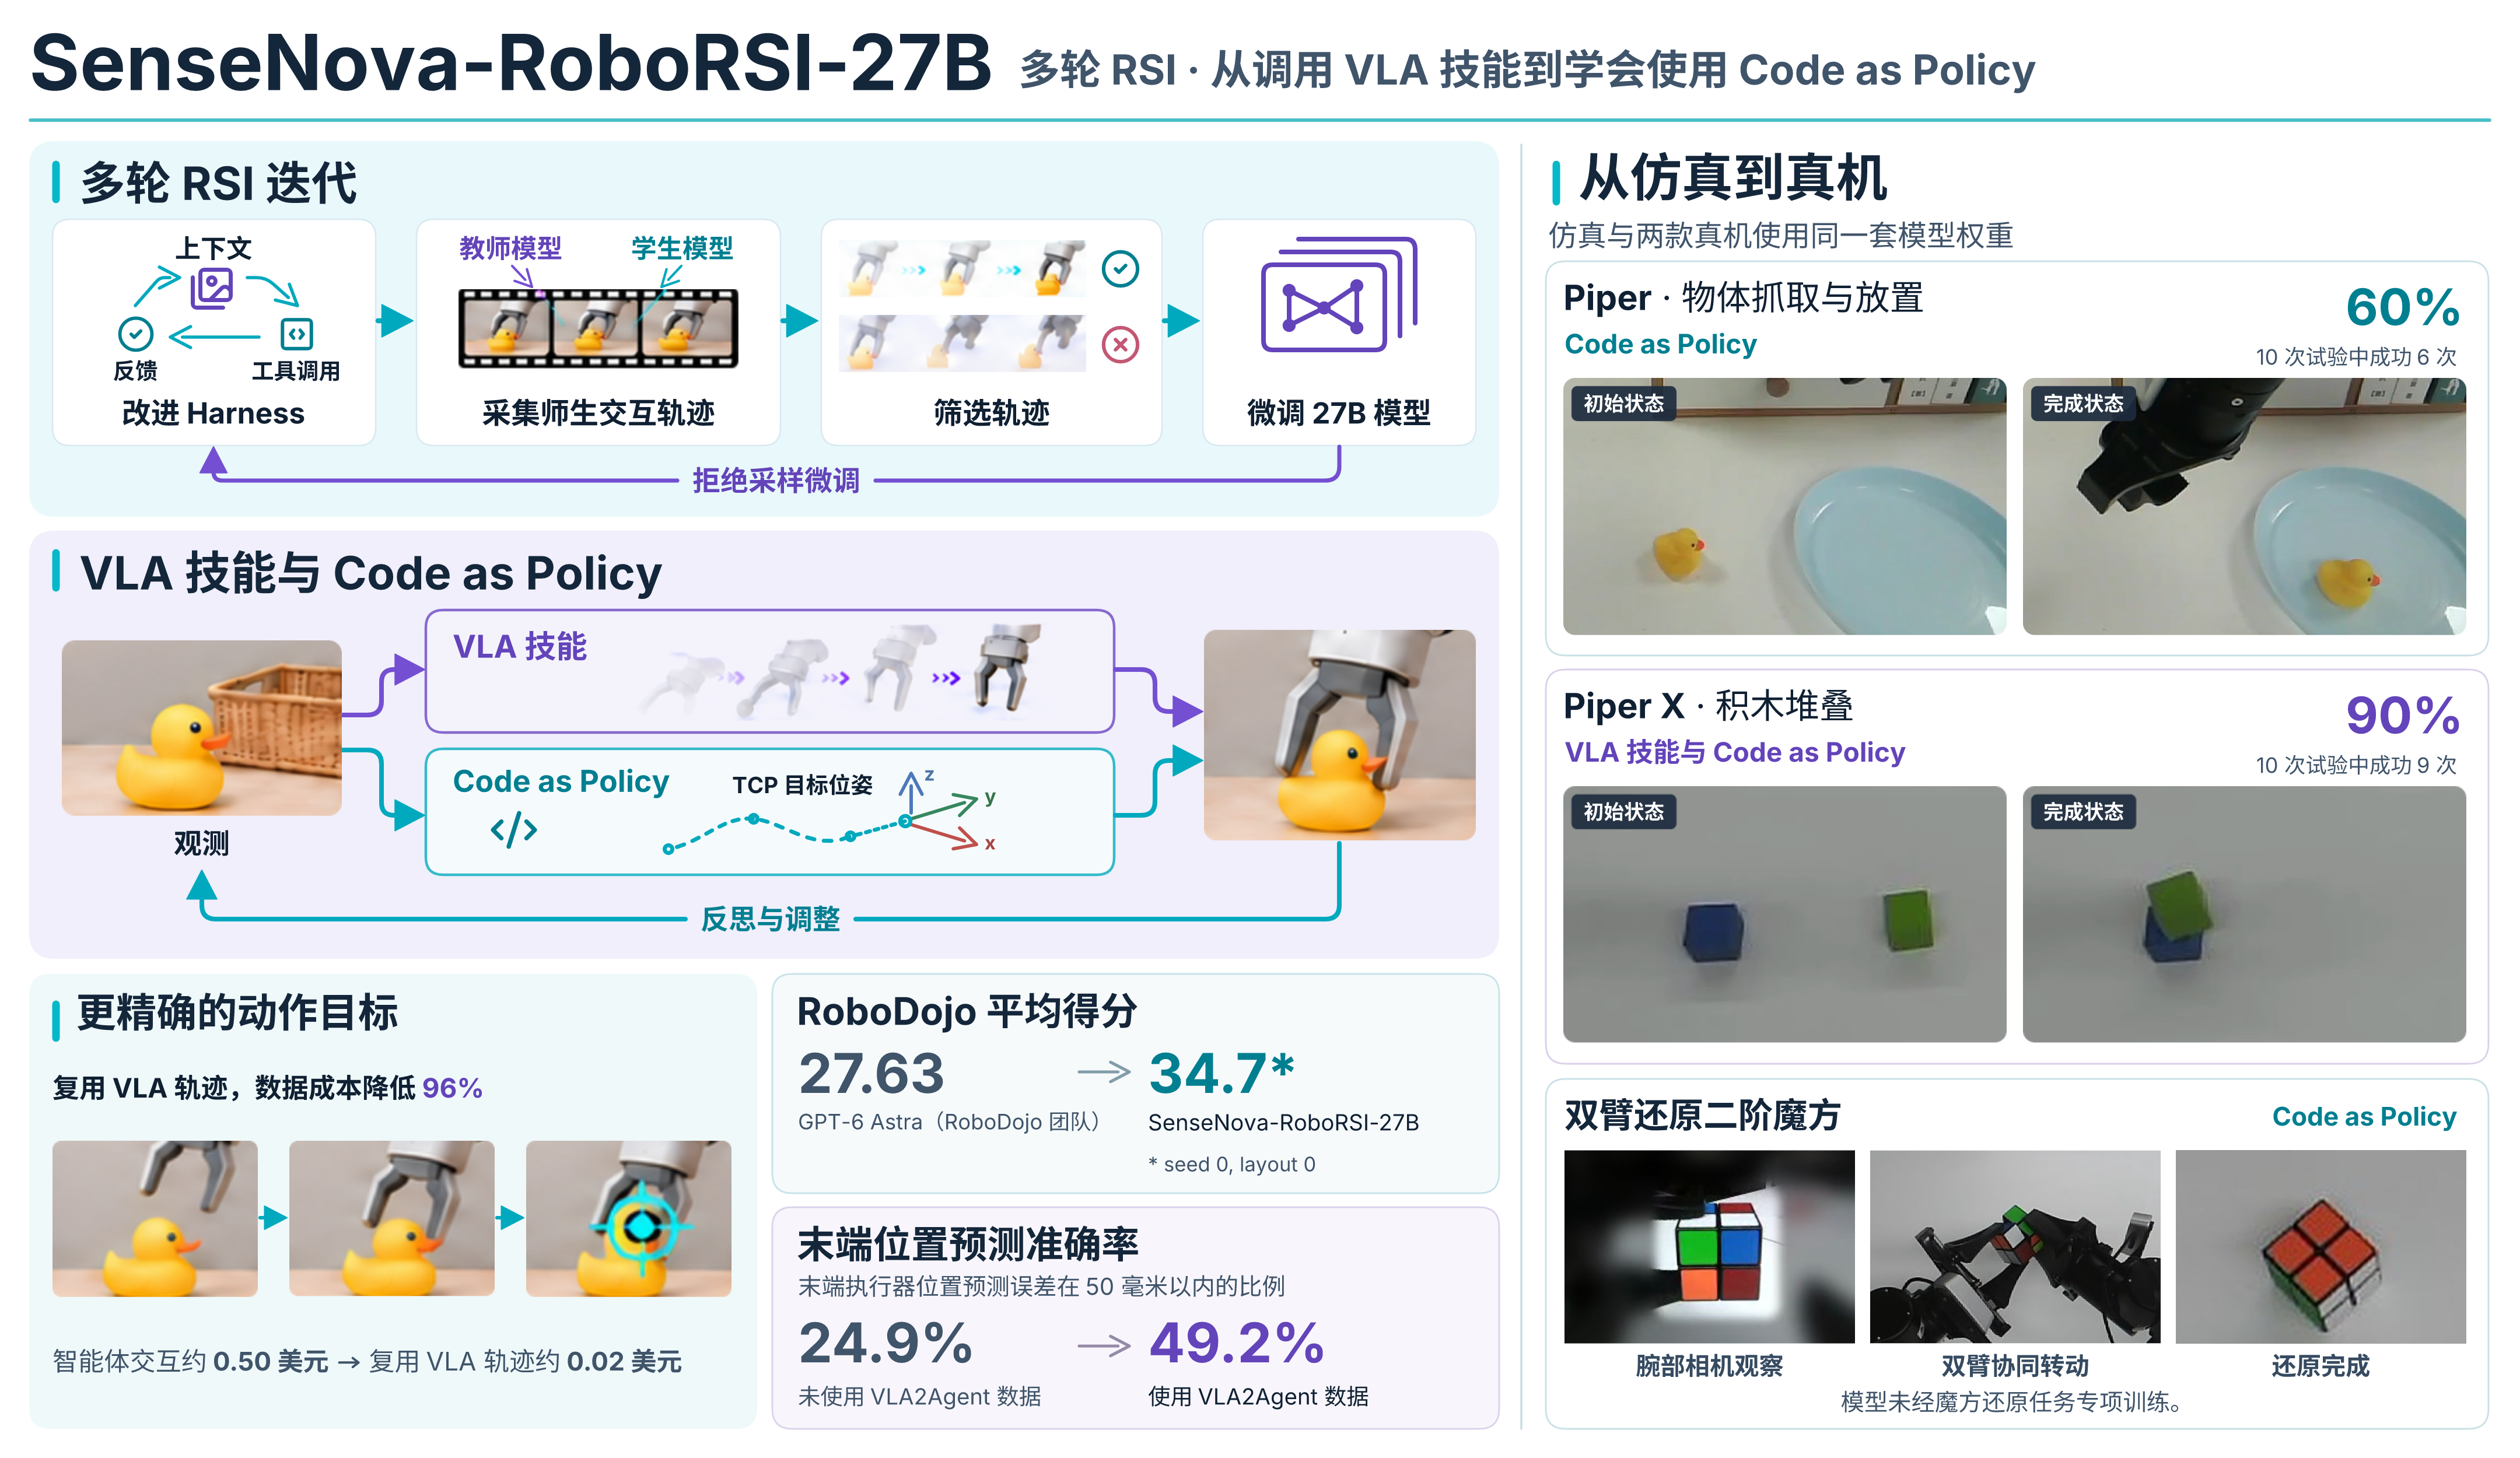 SenseNova-RoboRSI-27B 多轮 RSI · 从调用 VLA 技能到学会使用 Code as Policy
多轮 RSI 迭代
上下文
反馈
工具调用
改进 Harness
教师模型
学生模型
采集师生交互轨迹
筛选轨迹
微调 27B 模型
拒绝采样微调
VLA 技能与 Code as Policy
观测
VLA 技能
Code as Policy
TCP 目标位姿
z
y
x
反思与调整
更精确的动作目标
复用 VLA 轨迹，数据成本降低 96%
智能体交互约 0.50 美元 → 复用 VLA 轨迹约 0.02 美元
RoboDojo 平均得分
27.63
34.7*
GPT-6 Astra（RoboDojo 团队）
SenseNova-RoboRSI-27B
* seed 0, layout 0
末端位置预测准确率
末端执行器位置预测误差在 50 毫米以内的比例
24.9%
49.2%
未使用 VLA2Agent 数据
使用 VLA2Agent 数据
从仿真到真机
仿真与两款真机使用同一套模型权重
Piper · 物体抓取与放置
60%
Code as Policy
10 次试验中成功 6 次
初始状态
完成状态
Piper X · 积木堆叠
90%
VLA 技能与 Code as Policy
10 次试验中成功 9 次
初始状态
完成状态
双臂还原二阶魔方
Code as Policy
腕部相机观察
双臂协同转动
还原完成
模型未经魔方还原任务专项训练。